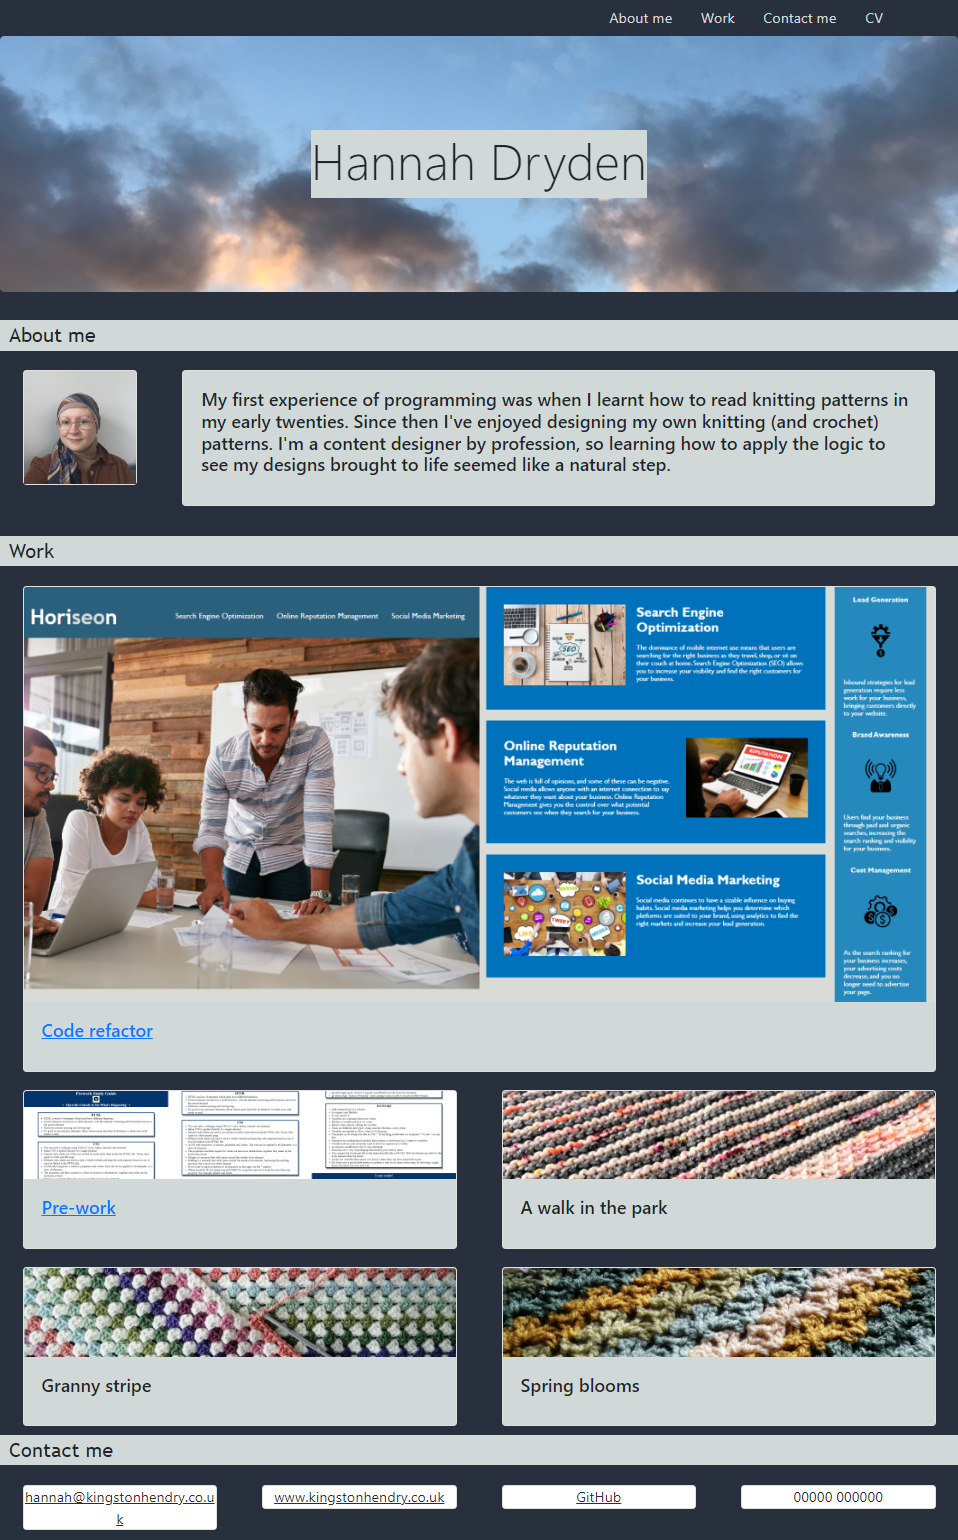 About me Work Contact me CV
Hannah Dryden
About me
My first experience of programming was when I learnt how to read knitting patterns in
my early twenties. Since then I've enjoyed designing my own knitting (and crochet)
patterns. I'm a content designer by profession, so learning how to apply the logic to
see my designs brought to life seemed like a natural step.
Work
Horiseon
Search Engine Optimization Online Reputation Management Social Media Marketing
Search Engine
Optimization
The dominance of mobile internet use means that users are
searching for the right business as they travel, shop, or sit on
their couch at home. Search Engine Optimization (SEO) allows
you to increase your visibility and find the right customers for
your business.
SEO
Online Reputation
Management
The web is full of opinions, and some of these can be negative.
Social media allows anyone with an internet connection to say
whatever they want about your business. Online Reputation
Management gives you the control over what potential
customers see when they search for your business.
REPUTATION
Social Media Marketing
Social media continues to have a sizable influence on buying
habits. Social media marketing helps you determine which
platforms are suited to your brand, using analytics to find the
right markets and increase your lead generation.
LIKE
TWEET
MEDIA
Lead Generation
Inbound strategies for lead
generation require less
work for your business,
bringing customers directly
to your website.
Brand Awareness
Users find your business
through paid and organic
searches, increasing the
search ranking and visibility
for your business.
Cost Management
As the search ranking for
your business increases,
your advertising costs
decrease, and you no
longer need to advertise
your page.
Code refactor
Prework Study Guide
Pre-work
A walk in the park
Granny stripe
Spring blooms
Contact me
hannah@kingstonhendry.co.u
k
www.kingstonhendry.co.uk
GitHub
00000 000000